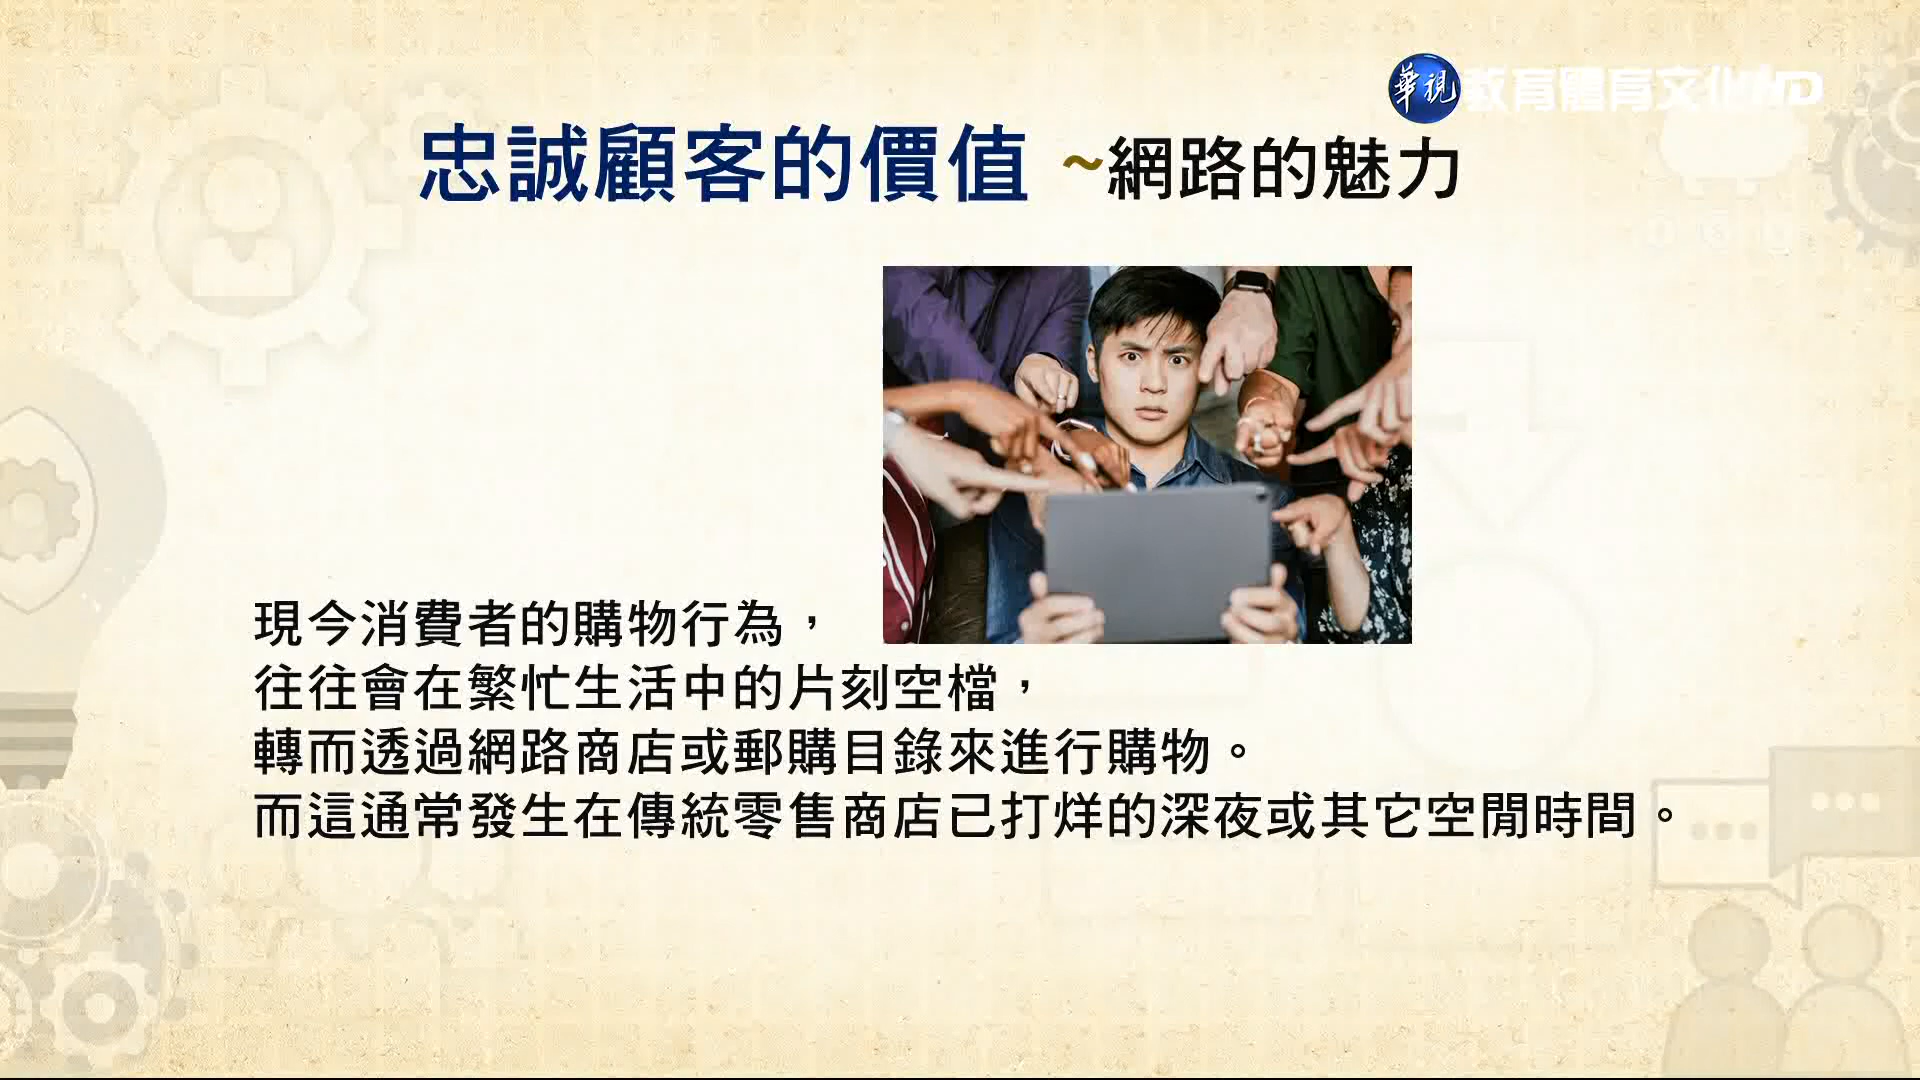 華視 教育體育文化HD
忠誠顧客的價值 ~網路的魅力
現今消費者的購物行為，
往往會在繁忙生活中的片刻空檔，
轉而透過網路商店或郵購目錄來進行購物。
而這通常發生在傳統零售商店已打烊的深夜或其它空閒時間。